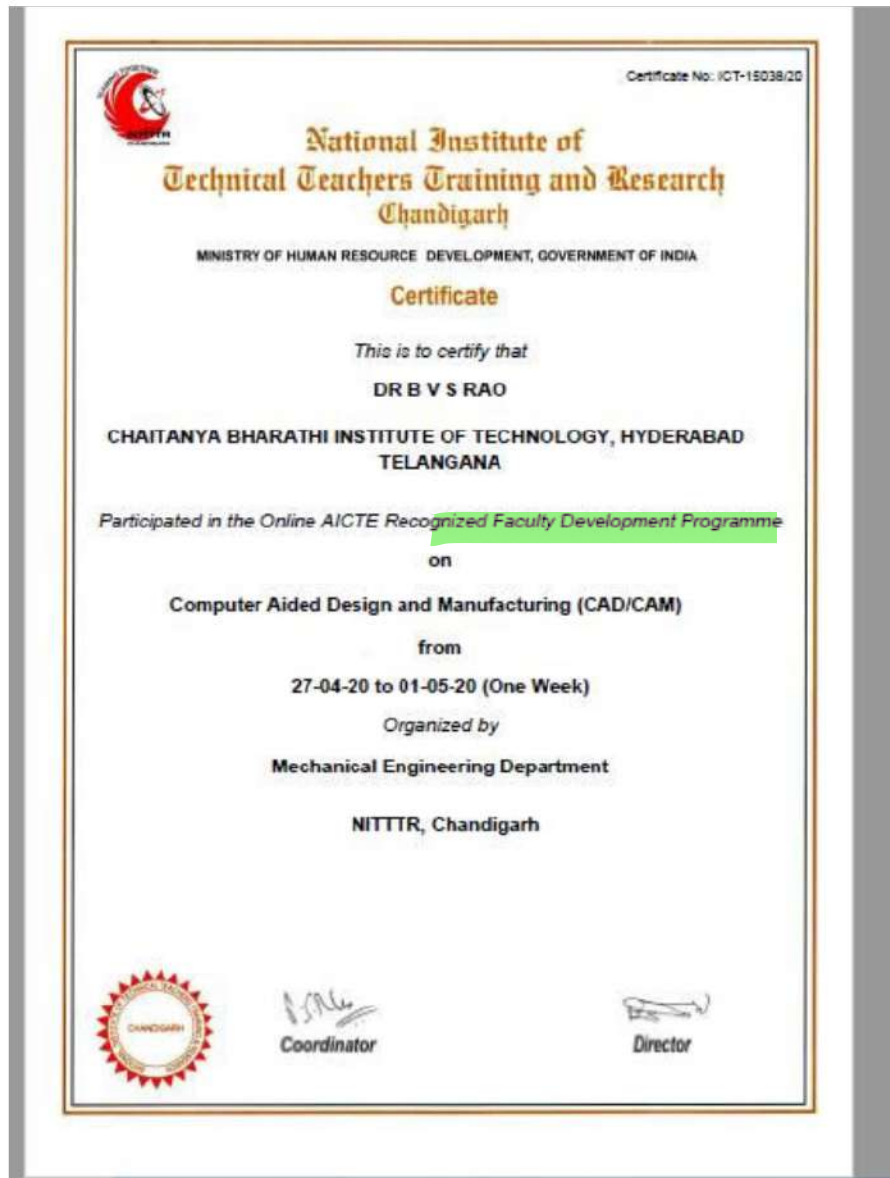 Certificate No: ICT-15038/20
NITTTR
National Institute of
Technical Teachers Training and Research
Chandigarh
MINISTRY OF HUMAN RESOURCE DEVELOPMENT, GOVERNMENT OF INDIA
Certificate
This is to certify that
DR B V S RAO
CHAITANYA BHARATHI INSTITUTE OF TECHNOLOGY, HYDERABAD
TELANGANA
Participated in the Online AICTE Recognized Faculty Development Programme
on
Computer Aided Design and Manufacturing (CAD/CAM)
from
27-04-20 to 01-05-20 (One Week)
Organized by
Mechanical Engineering Department
NITTTR, Chandigarh
CHANDIGARH
Coordinator
Director